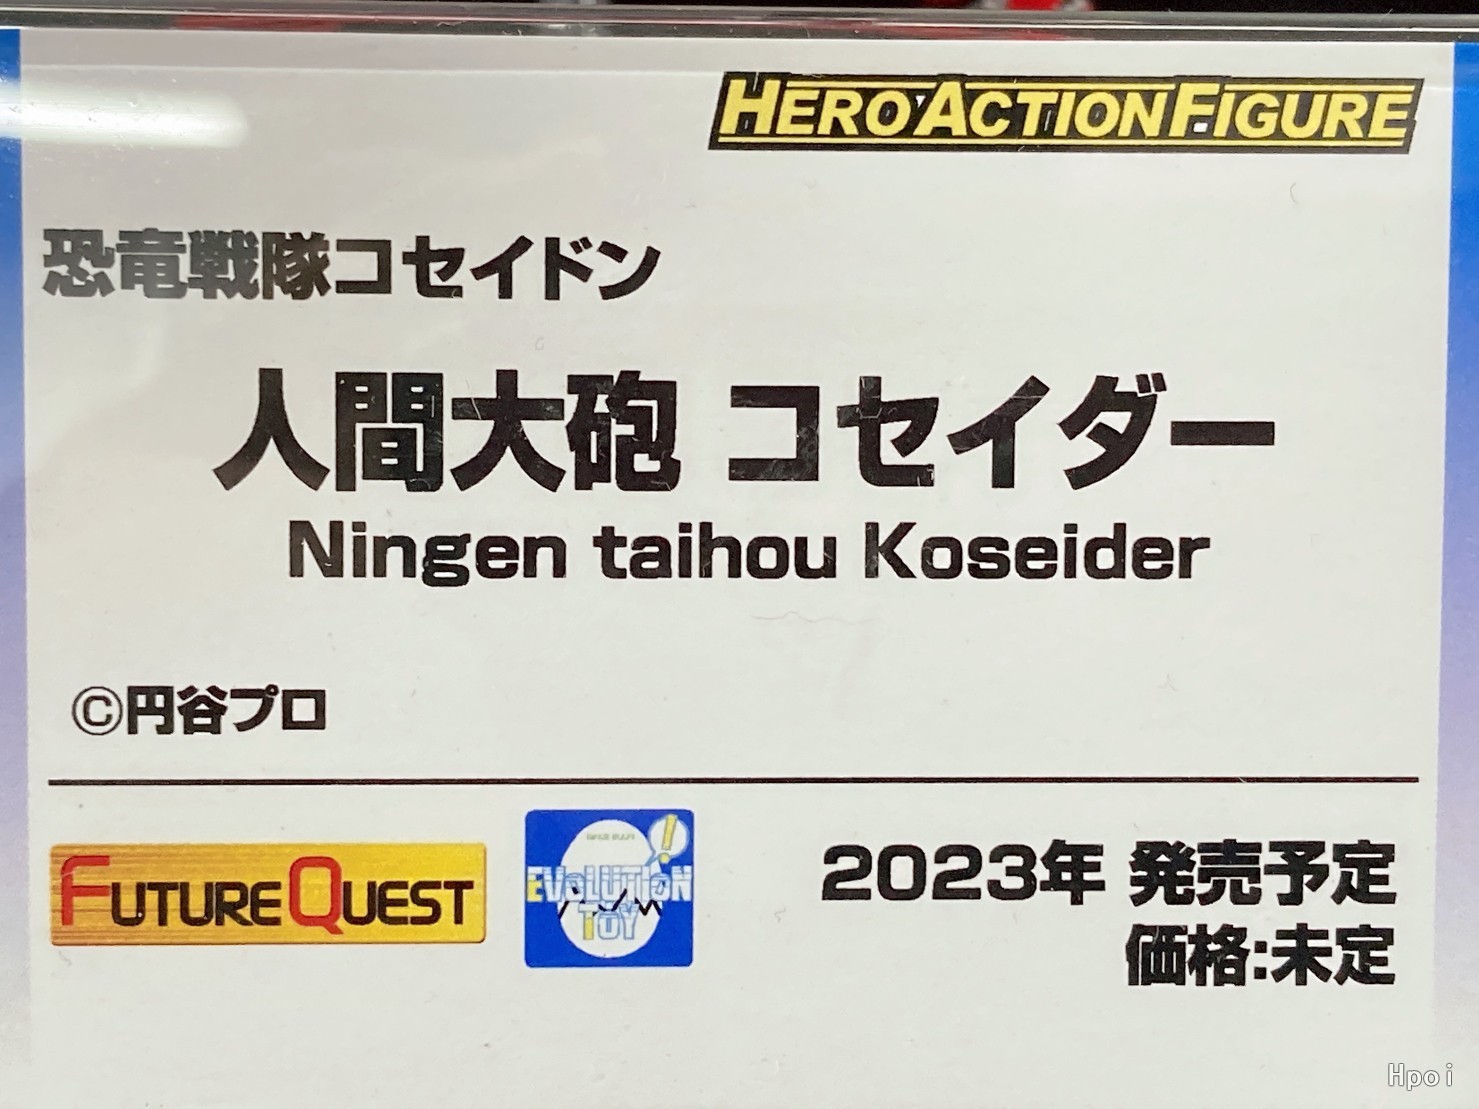 HERO ACTION FIGURE
恐竜戦隊コセイドン
人間大砲 コセイダー
Ningen taihou Koseider
©円谷プロ
FUTURE QUEST
EVOLUTION TOY
2023年 発売予定
価格:未定
Hpoi